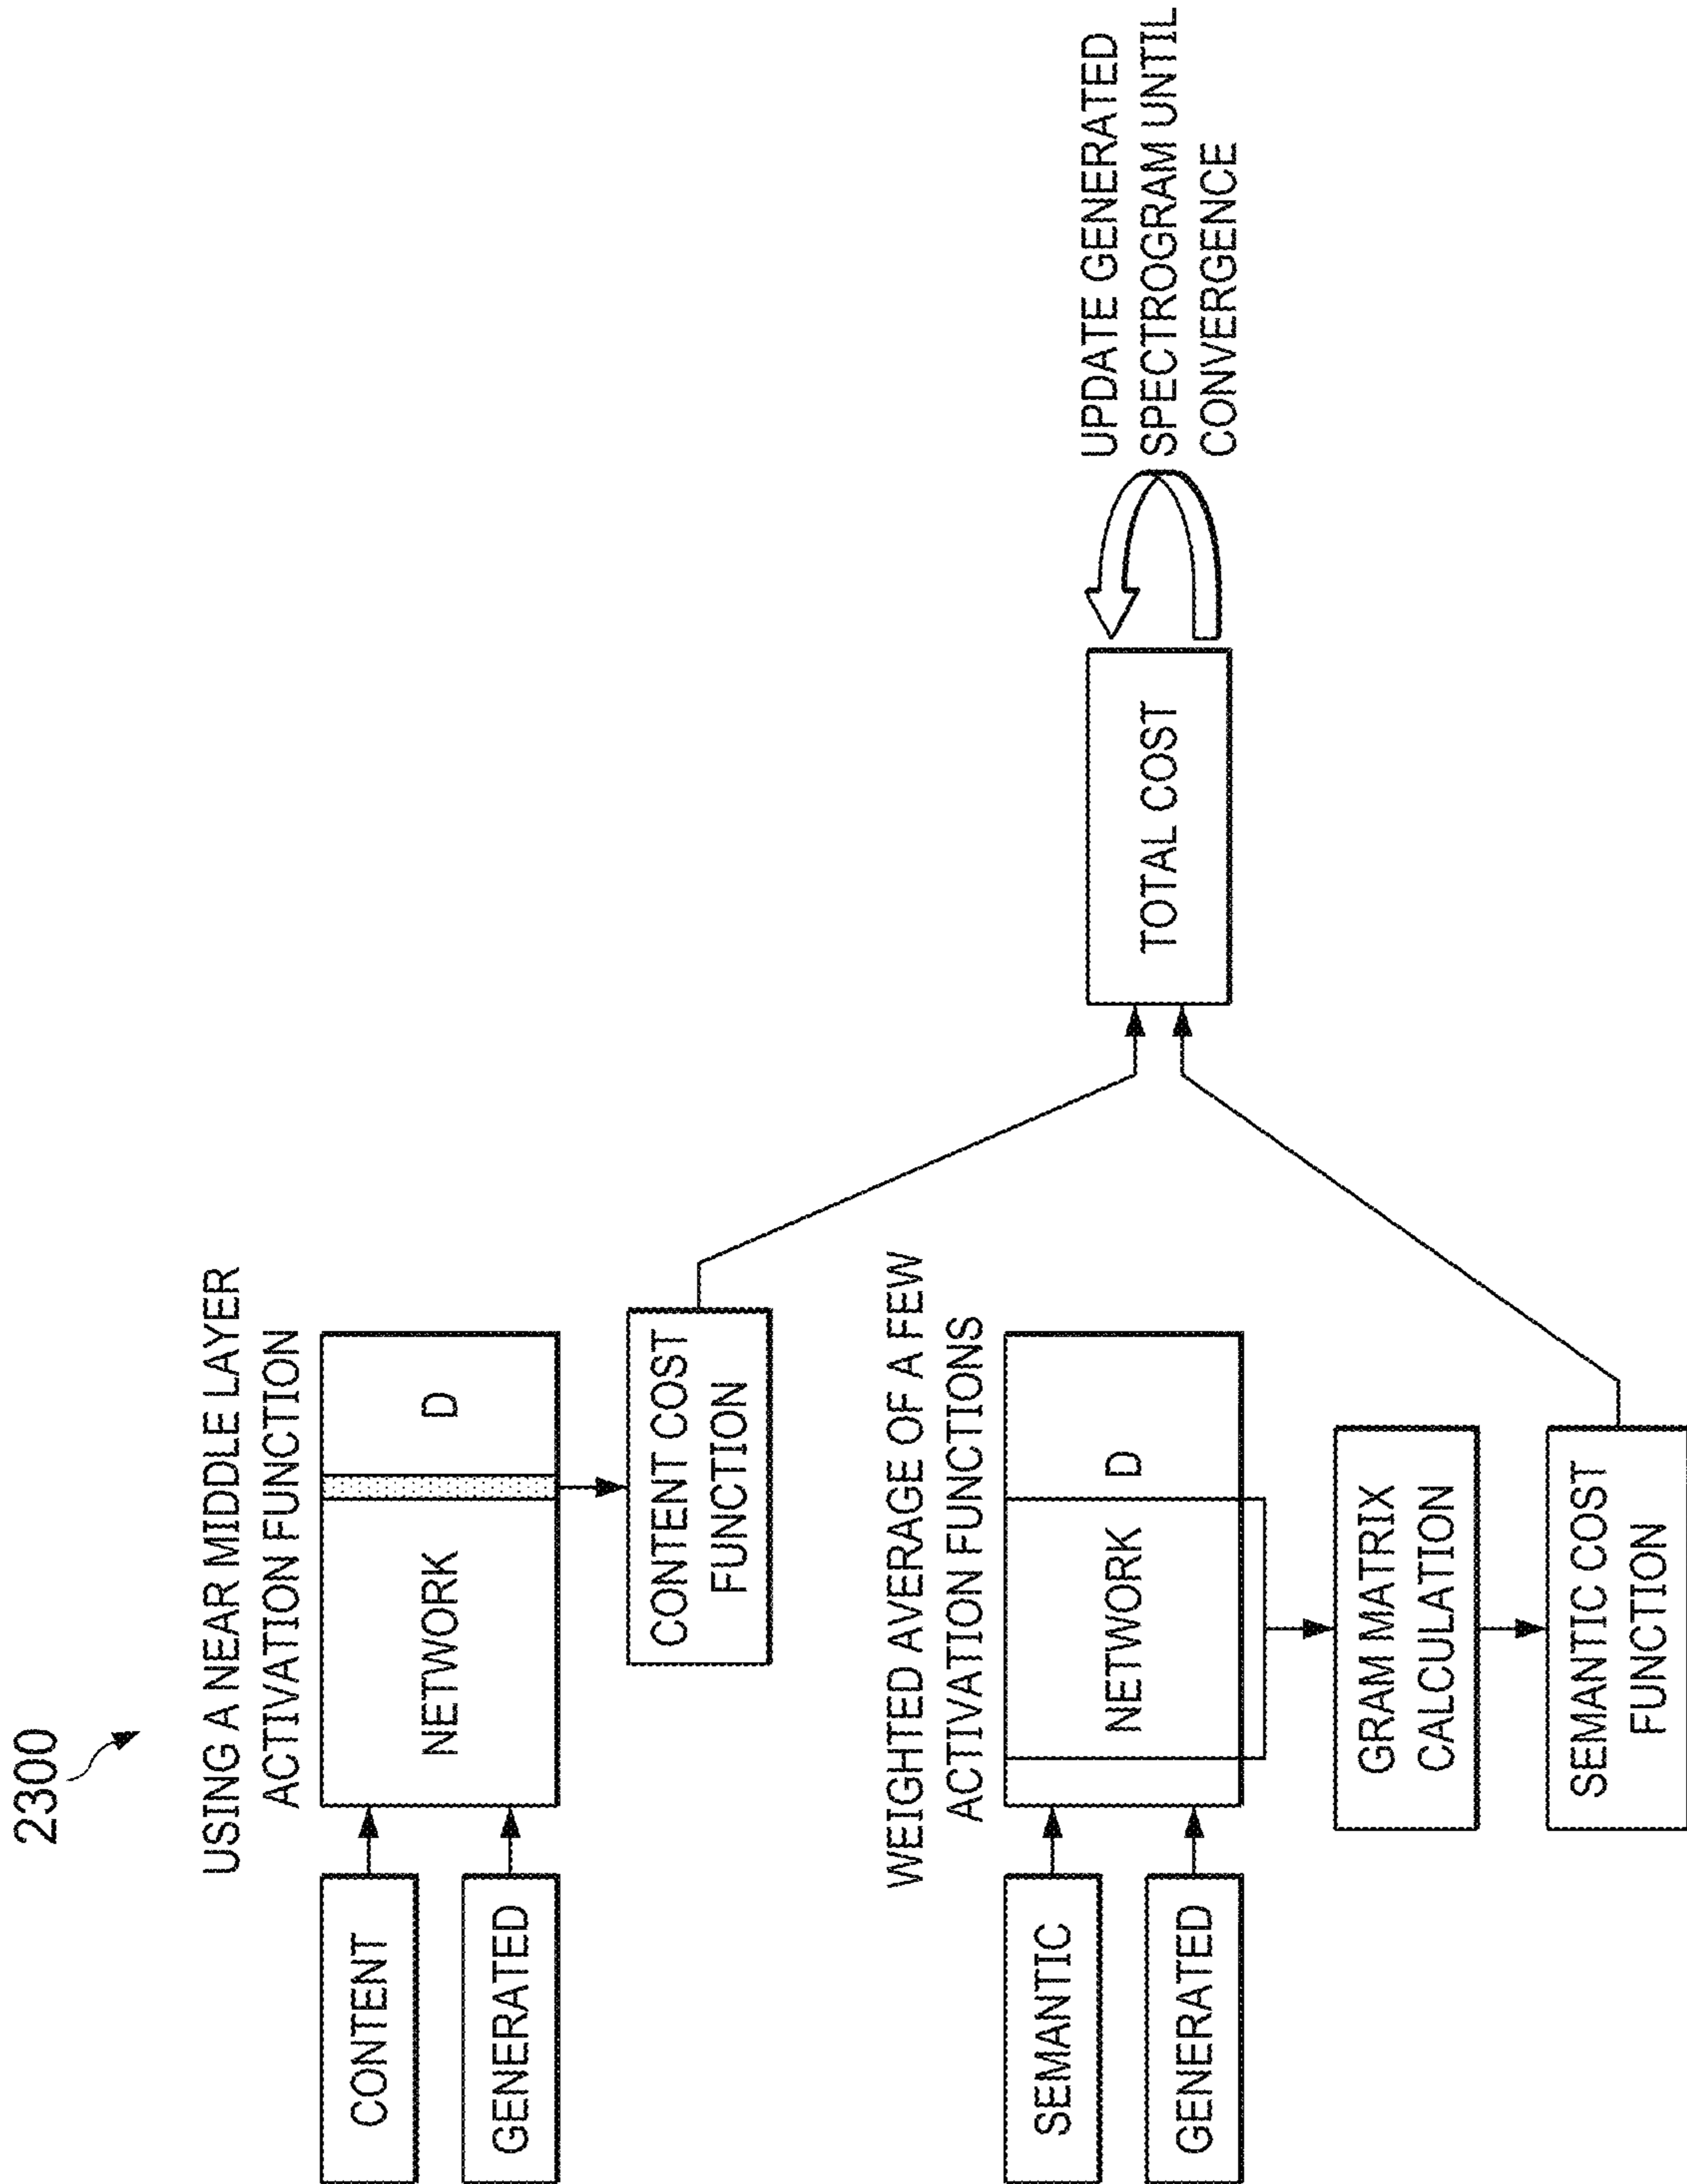 2300
USING A NEAR MIDDLE LAYER
ACTIVATION FUNCTION
CONTENT
GENERATED
NETWORK
D
CONTENT COST
FUNCTION
WEIGHTED AVERAGE OF A FEW
ACTIVATION FUNCTIONS
SEMANTIC
GENERATED
NETWORK
D
GRAM MATRIX
CALCULATION
SEMANTIC COST
FUNCTION
TOTAL COST
UPDATE GENERATED
SPECTROGRAM UNTIL
CONVERGENCE